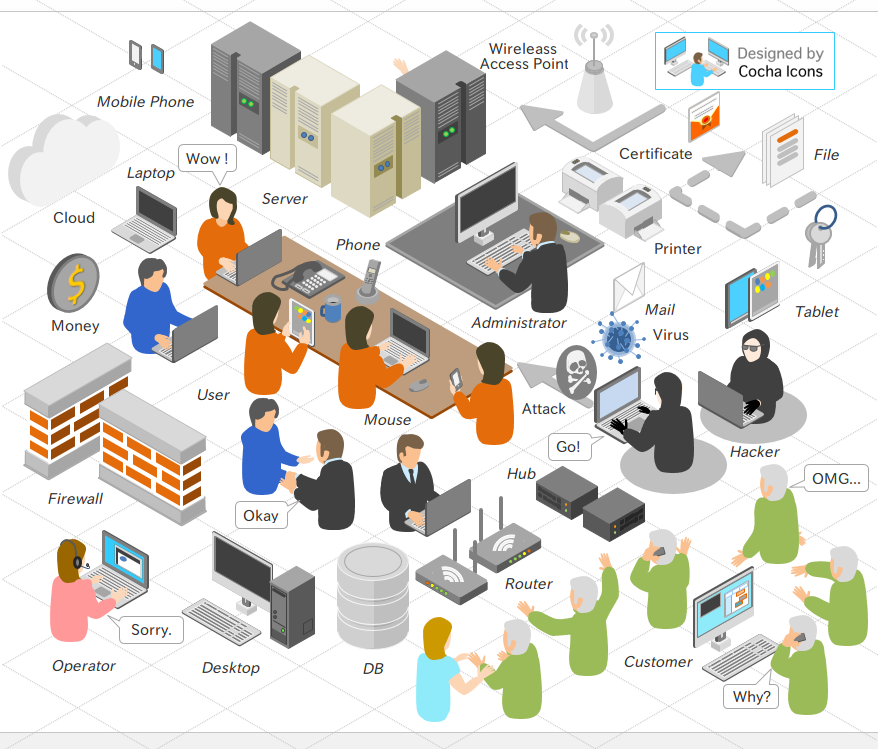 Wireleass
Access Point
Designed by
Cocha Icons
Mobile Phone
Wow !
Certificate
File
Laptop
Server
Cloud
Phone
Printer
Money
Administrator
Mail
Tablet
Virus
User
Mouse
Attack
Go!
Hacker
Hub
OMG...
Firewall
Okay
Router
Sorry.
Operator
Desktop
DB
Customer
Why?